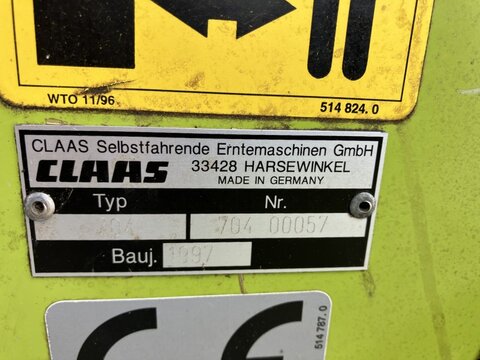 WTO 11/96
514 824. 0
CLAAS Selbstfahrende Erntemaschinen GmbH
CLAAS 33428 HARSEWINKEL
MADE IN GERMANY
Typ Nr.
704 00057
Bauj. 1997
CE
514 787. 0